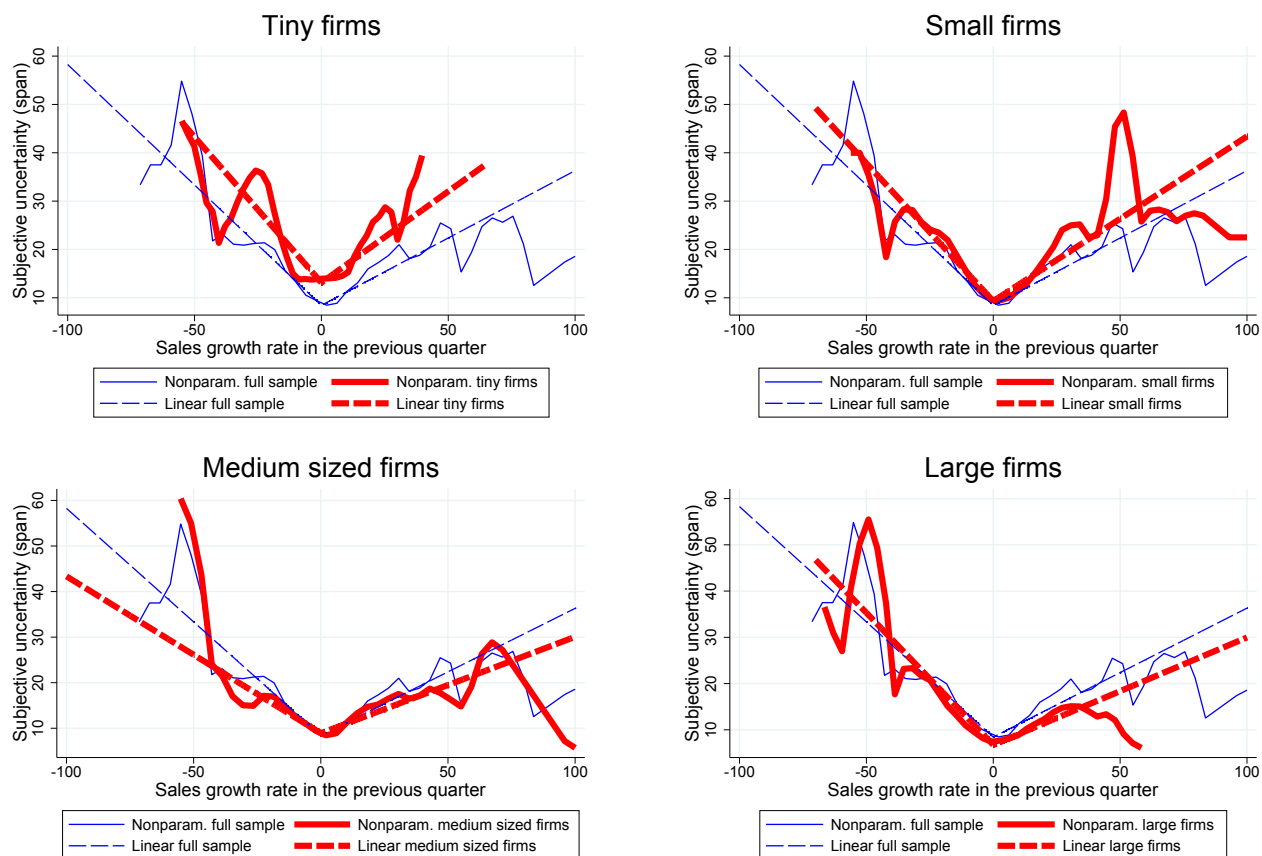 Tiny firms
Subjective uncertainty (span)
60
50
40
30
20
10
-100 -50 0 50 100
Sales growth rate in the previous quarter
Nonparam. full sample Nonparam. tiny firms
Linear full sample Linear tiny firms
Small firms
Subjective uncertainty (span)
60
50
40
30
20
10
-100 -50 0 50 100
Sales growth rate in the previous quarter
Nonparam. full sample Nonparam. small firms
Linear full sample Linear small firms
Medium sized firms
Subjective uncertainty (span)
60
50
40
30
20
10
-100 -50 0 50 100
Sales growth rate in the previous quarter
Nonparam. full sample Nonparam. medium sized firms
Linear full sample Linear medium sized firms
Large firms
Subjective uncertainty (span)
60
50
40
30
20
10
-100 -50 0 50 100
Sales growth rate in the previous quarter
Nonparam. full sample Nonparam. large firms
Linear full sample Linear large firms